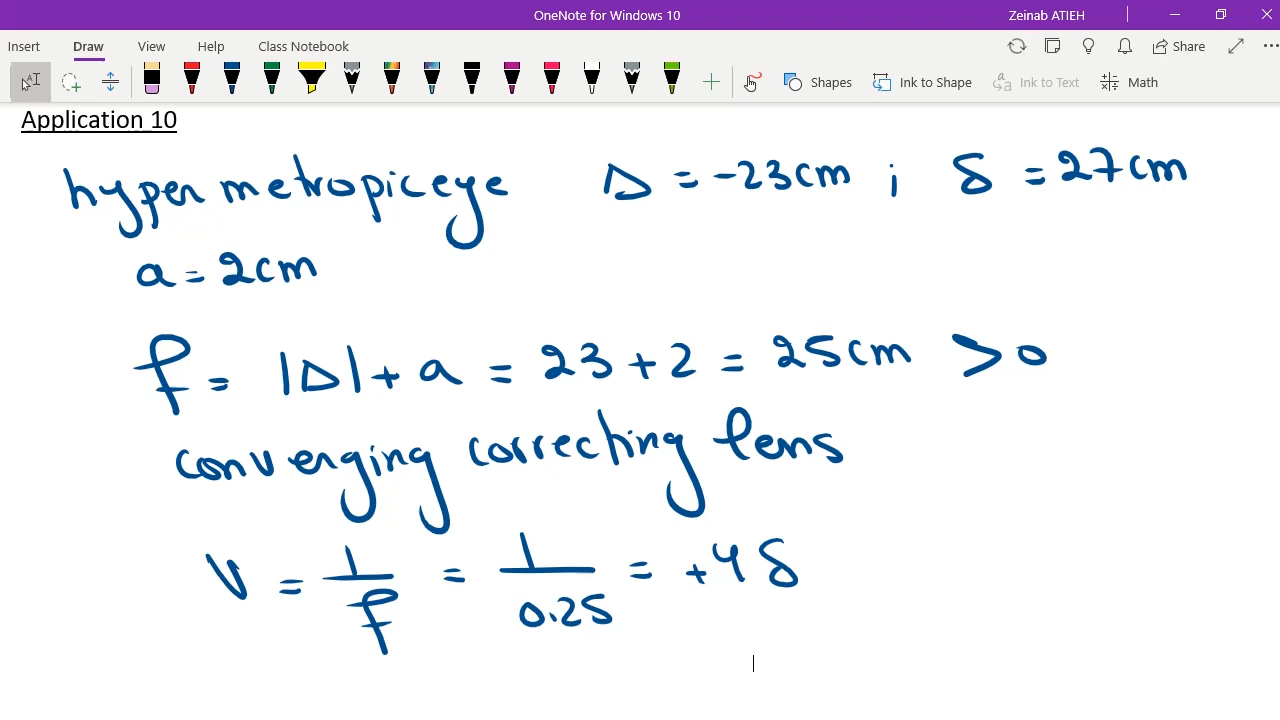 OneNote for Windows 10 Zeinab ATIEH
Insert Draw View Help Class Notebook Share
Shapes Ink to Shape Ink to Text Math
Application 10
hypermetropic eye Δ = -23cm ; δ = 27cm
a = 2cm
f = |Δ| + a = 23 + 2 = 25cm > 0
converging correcting lens
V = 1/f = 1/0.25 = +4 δ